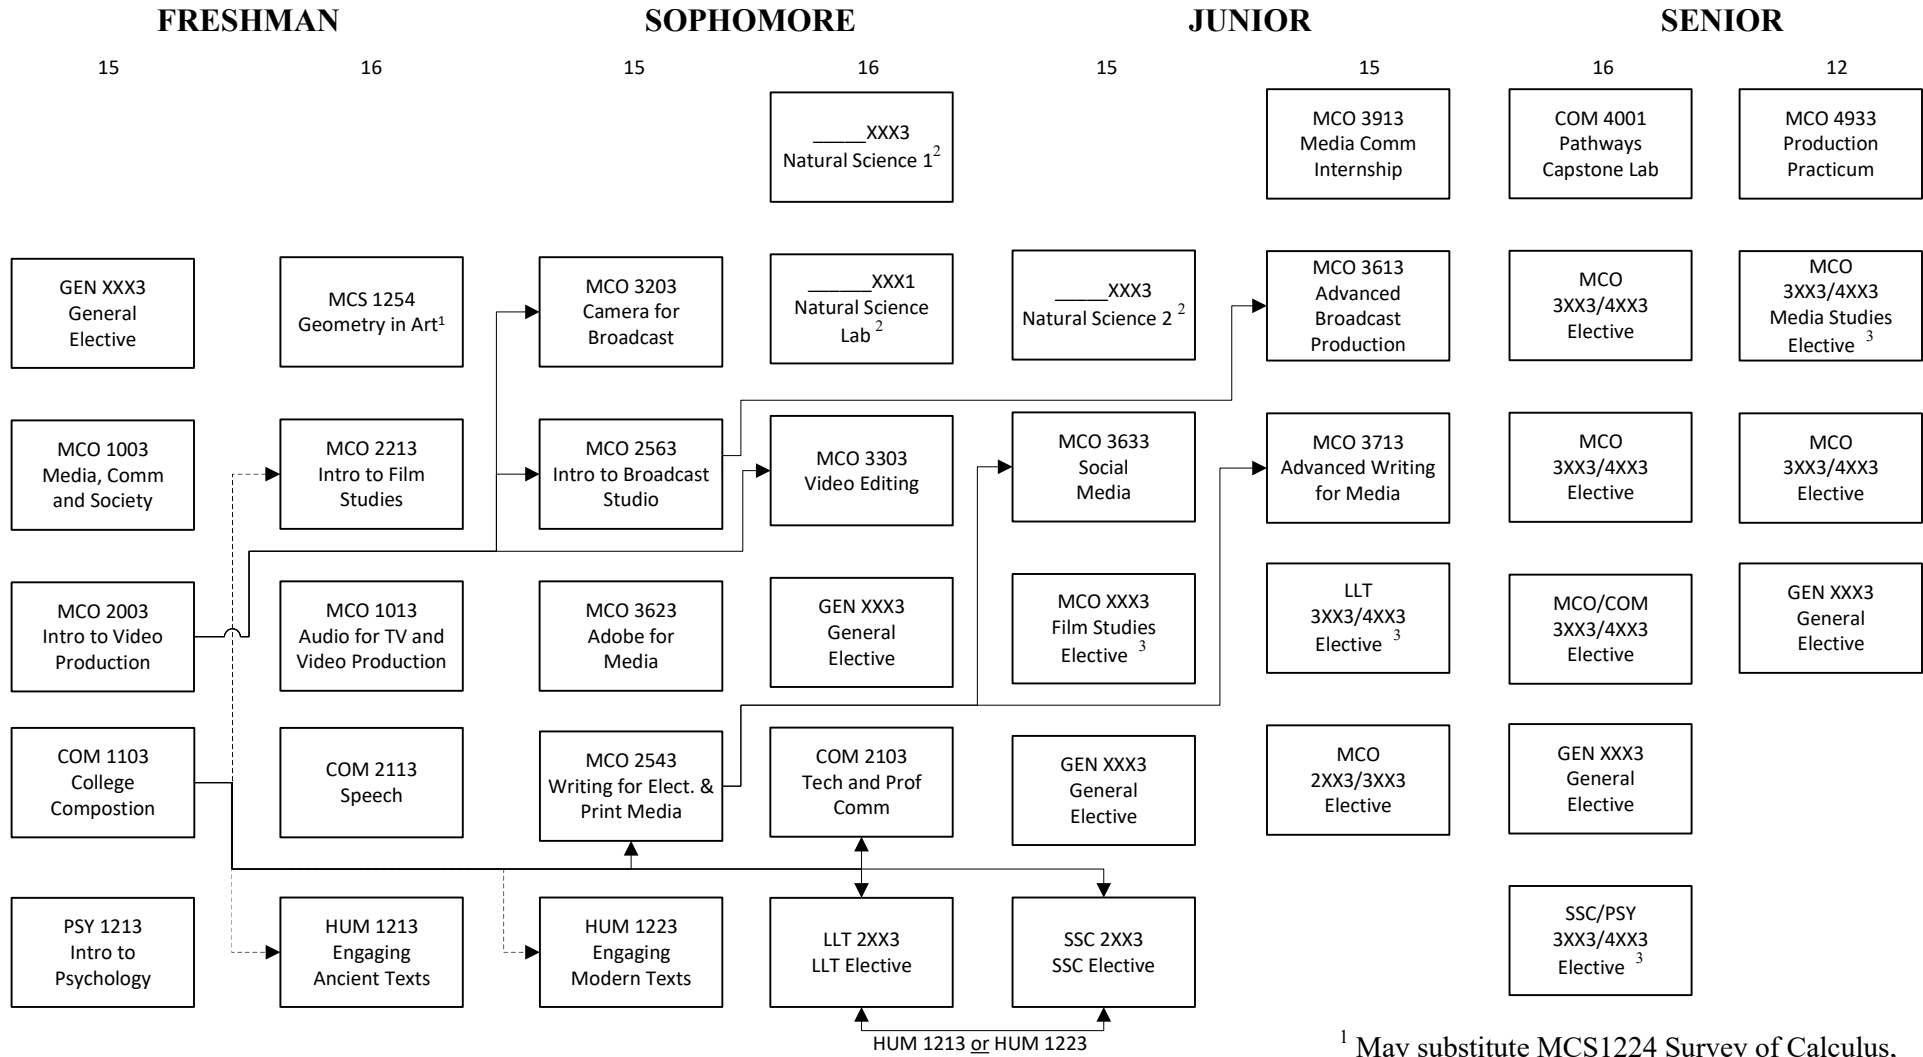 FRESHMAN
SOPHOMORE
JUNIOR
SENIOR
15
16
15
16
15
15
16
12
_____XXX3
Natural Science 1²
MCO 3913
Media Comm
Internship
COM 4001
Pathways
Capstone Lab
MCO 4933
Production
Practicum
GEN XXX3
General
Elective
MCS 1254
Geometry in Art¹
MCO 3203
Camera for
Broadcast
______XXX1
Natural Science
Lab ²
_____XXX3
Natural Science 2 ²
MCO 3613
Advanced
Broadcast
Production
MCO
3XX3/4XX3
Elective
MCO
3XX3/4XX3
Media Studies
Elective ³
MCO 1003
Media, Comm
and Society
MCO 2213
Intro to Film
Studies
MCO 2563
Intro to Broadcast
Studio
MCO 3303
Video Editing
MCO 3633
Social
Media
MCO 3713
Advanced Writing
for Media
MCO
3XX3/4XX3
Elective
MCO
3XX3/4XX3
Elective
MCO 2003
Intro to Video
Production
MCO 1013
Audio for TV and
Video Production
MCO 3623
Adobe for
Media
GEN XXX3
General
Elective
MCO XXX3
Film Studies
Elective ³
LLT
3XX3/4XX3
Elective ³
MCO/COM
3XX3/4XX3
Elective
GEN XXX3
General
Elective
COM 1103
College
Compostion
COM 2113
Speech
MCO 2543
Writing for Elect. &
Print Media
COM 2103
Tech and Prof
Comm
GEN XXX3
General
Elective
MCO
2XX3/3XX3
Elective
GEN XXX3
General
Elective
PSY 1213
Intro to
Psychology
HUM 1213
Engaging
Ancient Texts
HUM 1223
Engaging
Modern Texts
LLT 2XX3
LLT Elective
SSC 2XX3
SSC Elective
SSC/PSY
3XX3/4XX3
Elective ³
HUM 1213 or HUM 1223
¹ May substitute MCS1224 Survey of Calculus,